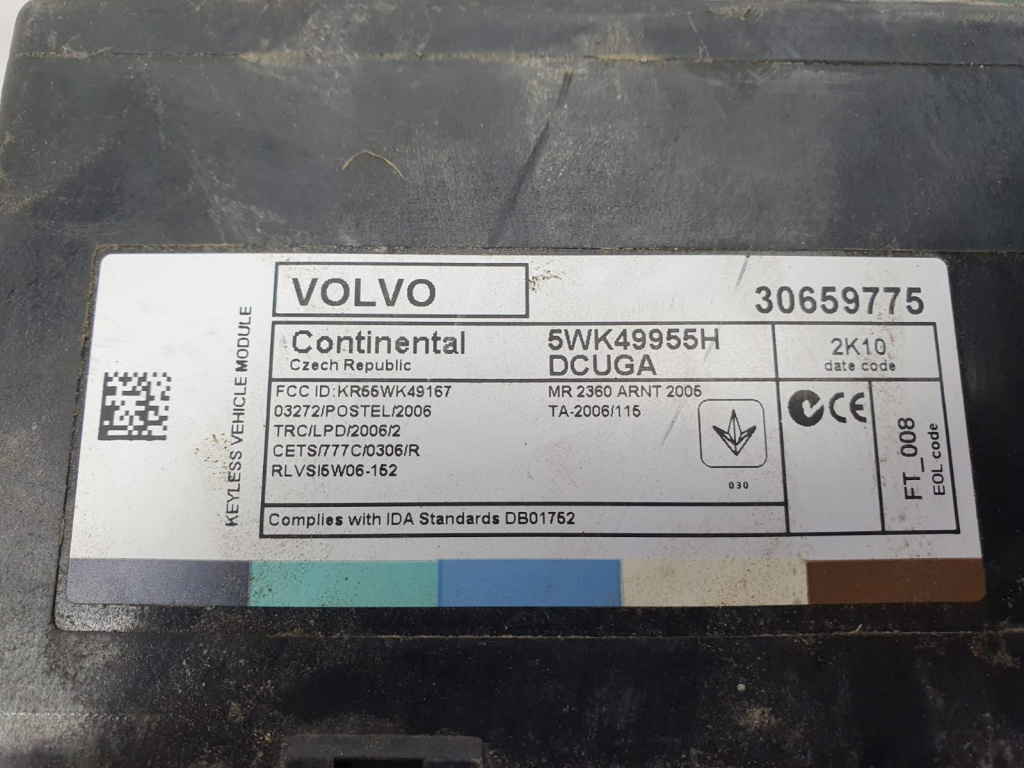 VOLVO
30659775
KEYLESS VEHICLE MODULE
Continental
Czech Republic
5WK49955H
DCUGA
2K10
date code
FCC ID:KR55WK49167
03272/POSTEL/2006
TRC/LPD/2006/2
CETS/777C/0306/R
RLVSI5W06-152
MR 2360 ARNT 2005
TA-2006/115
030
CE
FT_008
EOL code
Complies with IDA Standards DB01752